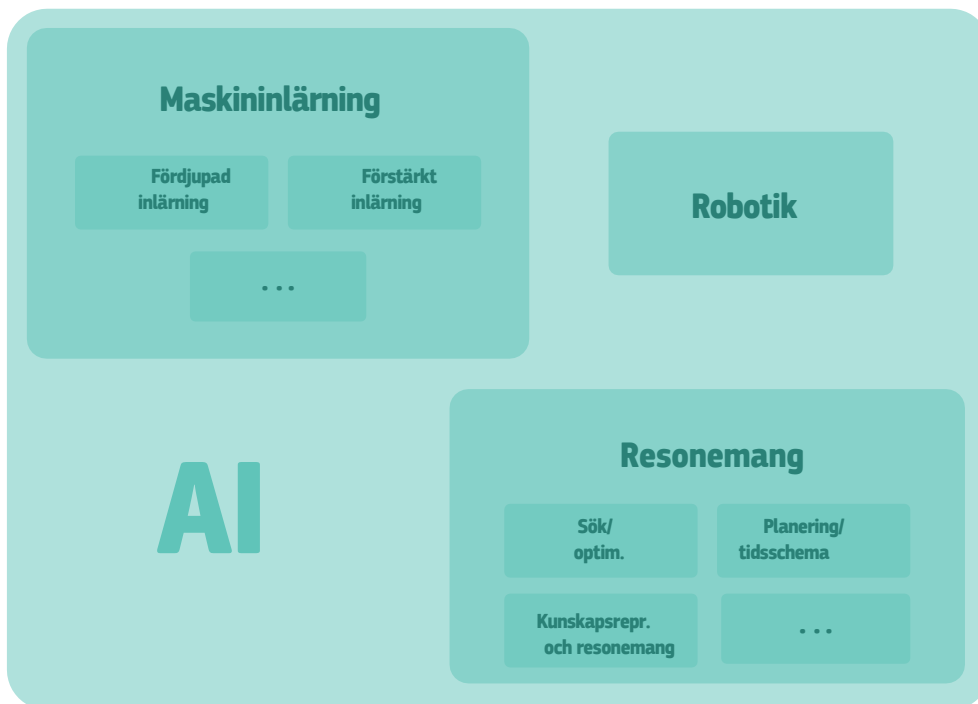 Maskininlärning
Fördjupad
inlärning
Förstärkt
inlärning
...
Robotik
AI
Resonemang
Sök/
optim.
Planering/
tidsschema
Kunskapsrepr.
och resonemang
...